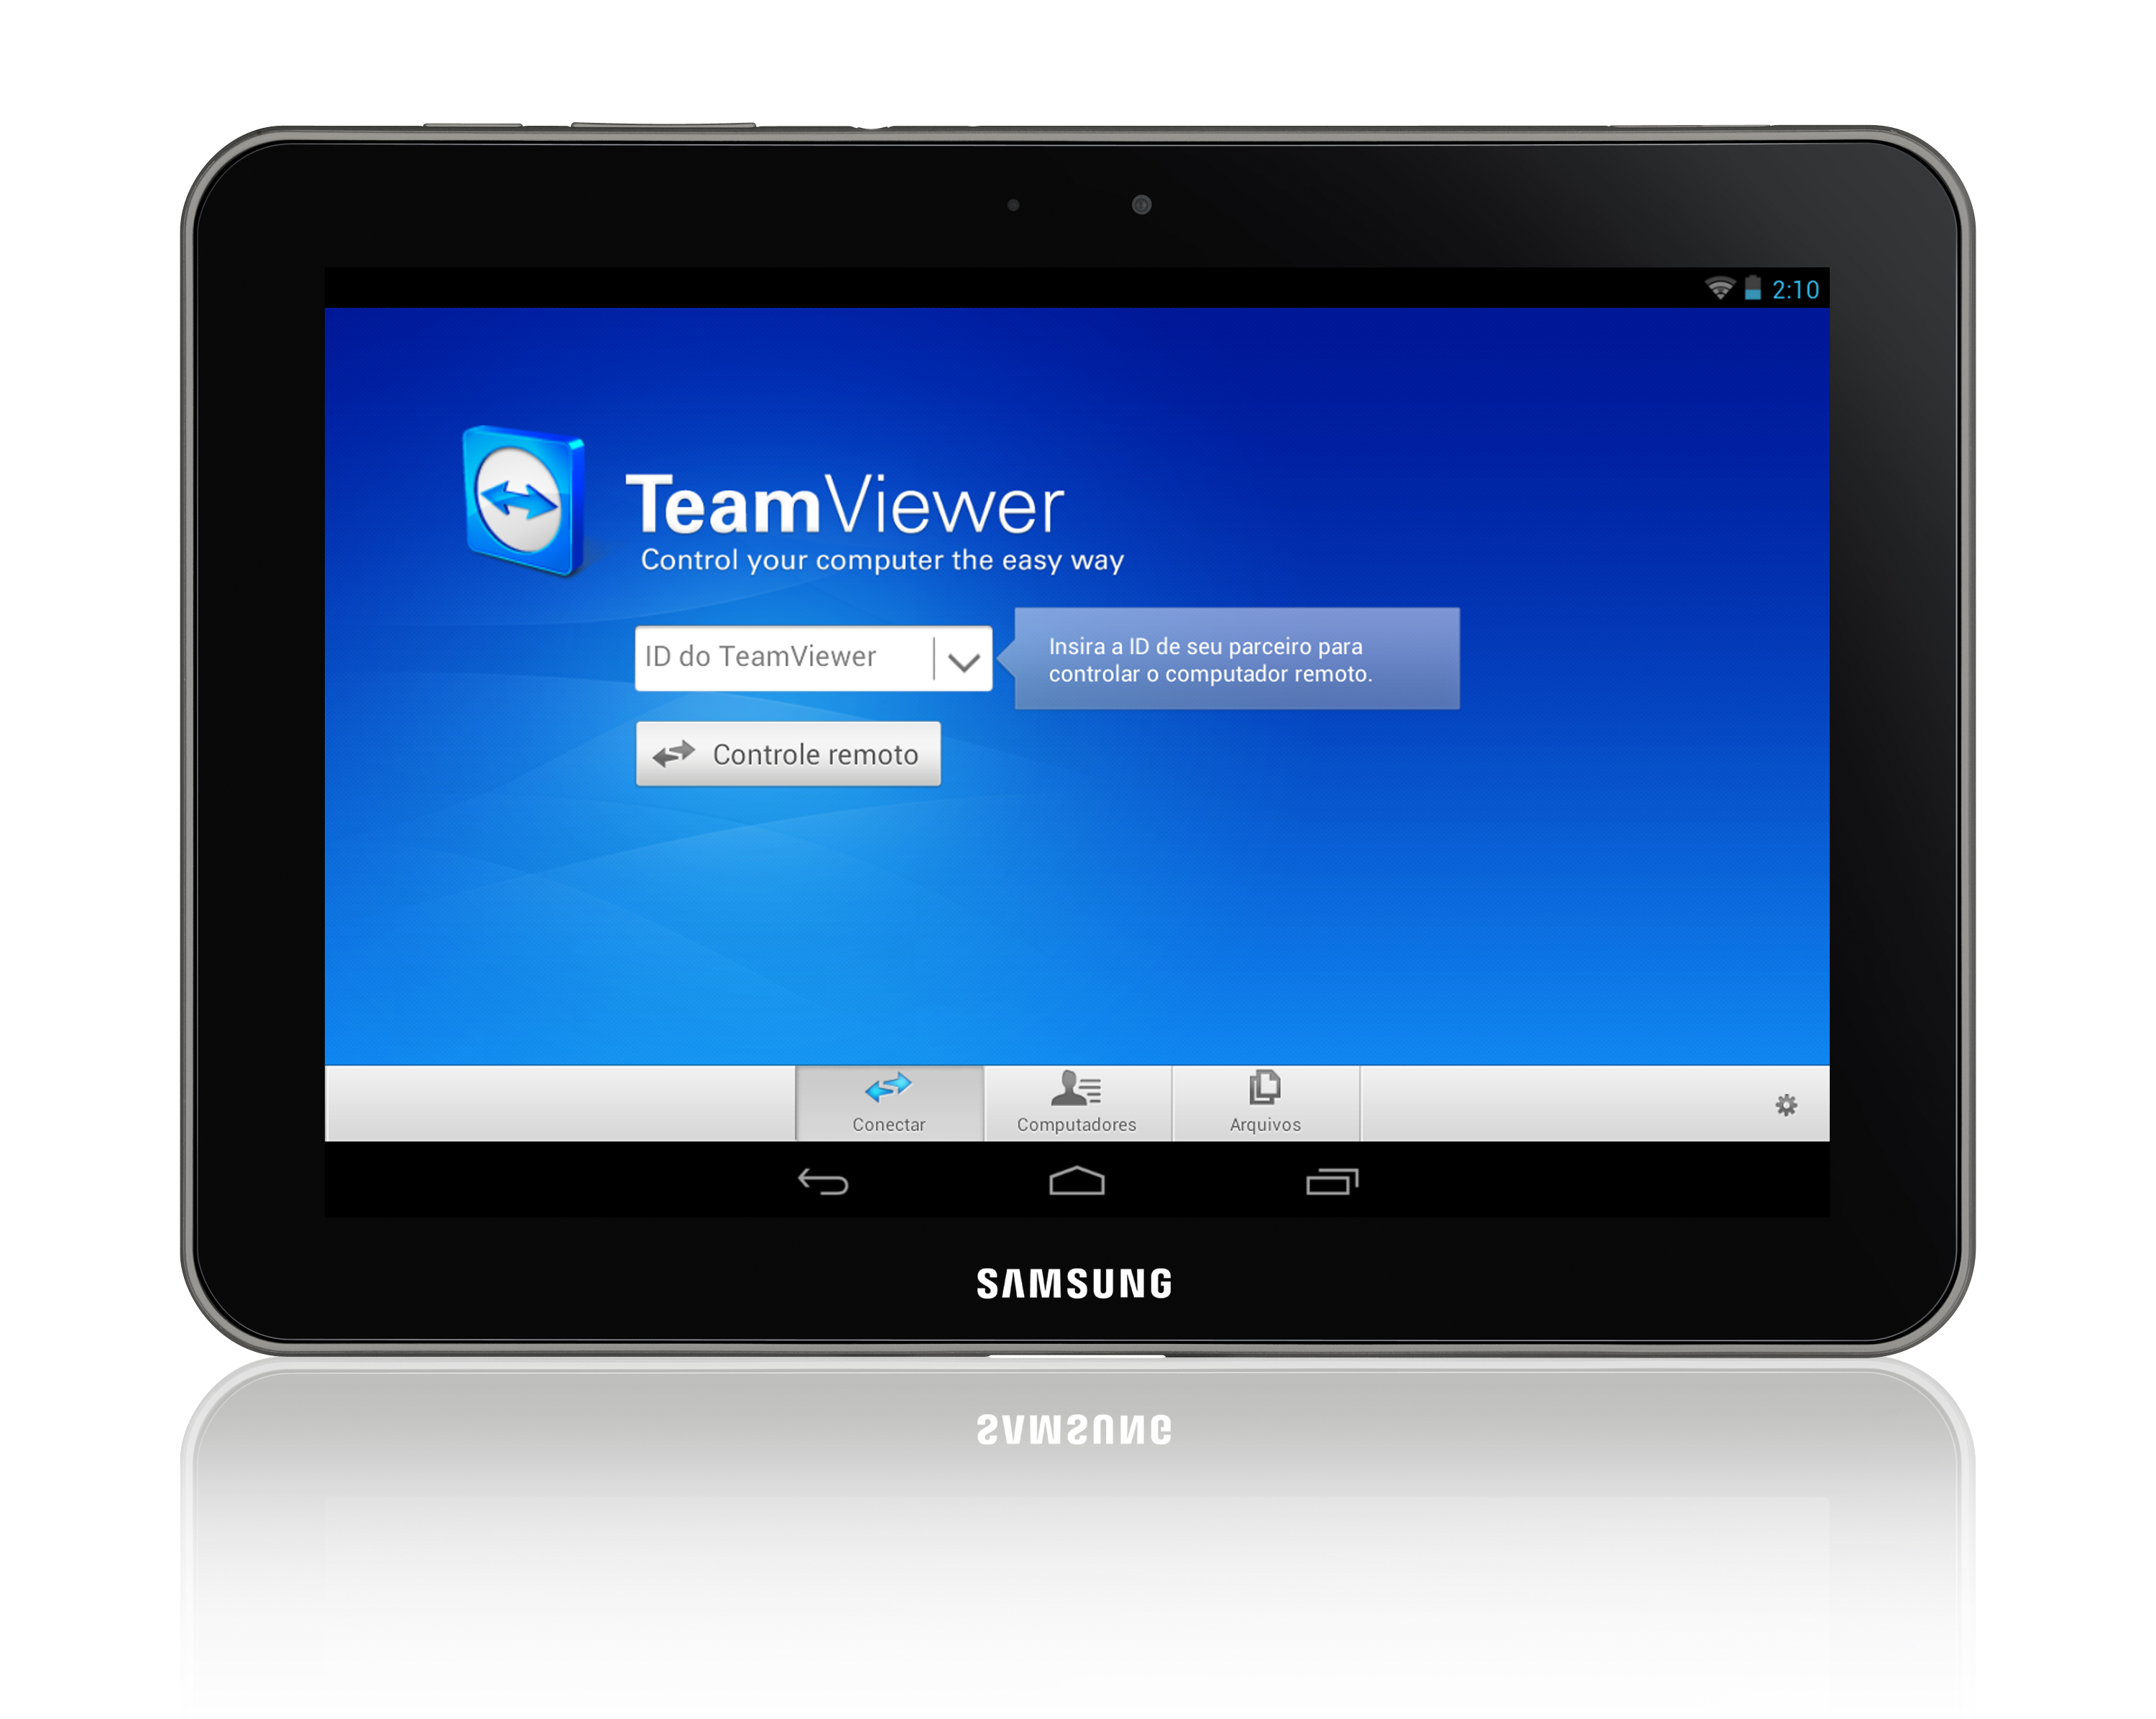 2:10
TeamViewer
Control your computer the easy way
ID do TeamViewer
Insira a ID de seu parceiro para
controlar o computador remoto.
Controle remoto
Conectar
Computadores
Arquivos
SAMSUNG
SAMSUNG